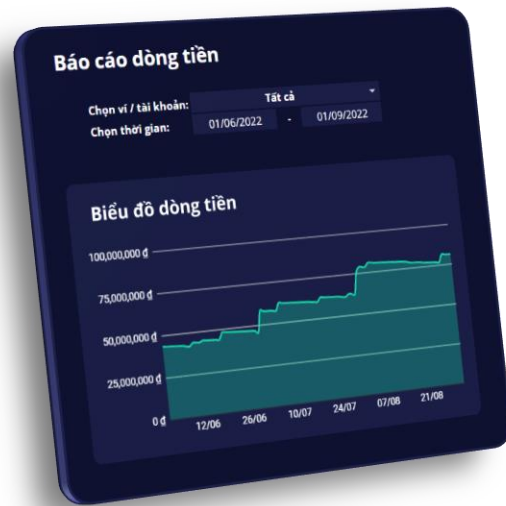 Báo cáo dòng tiền
Chọn ví / tài khoản: Tất cả
Chọn thời gian: 01/06/2022 - 01/09/2022
Biểu đồ dòng tiền
100,000,000 ₫
75,000,000 ₫
50,000,000 ₫
25,000,000 ₫
0 ₫
12/06 26/06 10/07 24/07 07/08 21/08